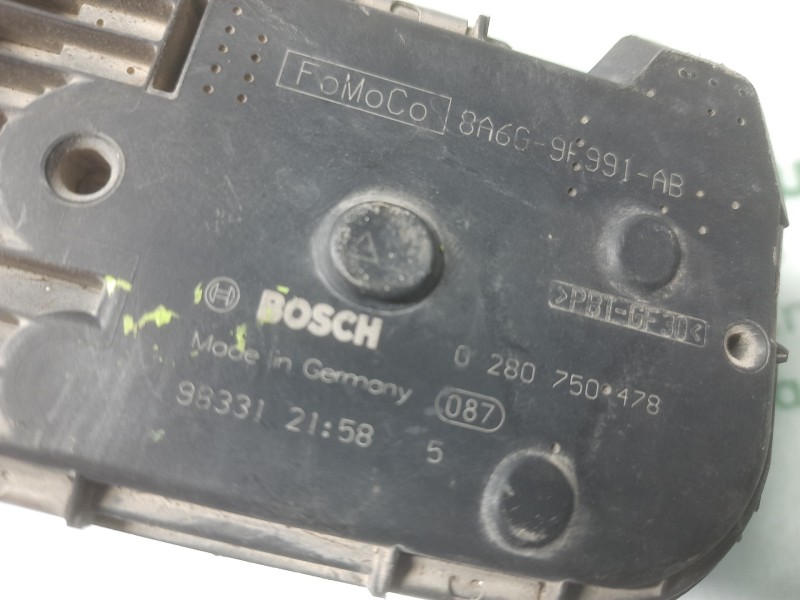 FoMoCo 8A6G-9F991-AB
>PBT-GF30<
BOSCH
0 280 750 478
Made in Germany
087
98331 21:58 5